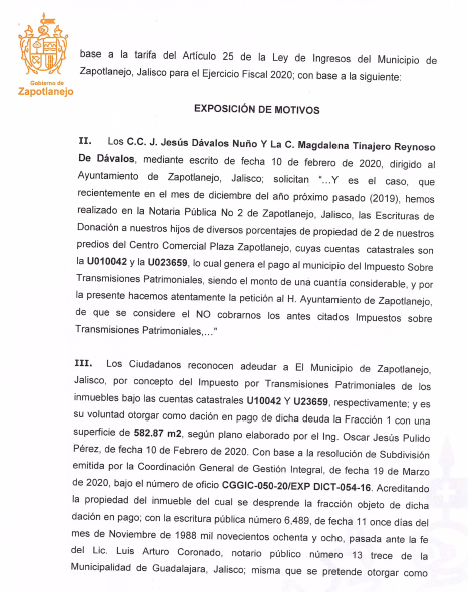 Gobierno de
Zapotlanejo
base a la tarifa del Artículo 25 de la Ley de Ingresos del Municipio de
Zapotlanejo, Jalisco para el Ejercicio Fiscal 2020; con base a la siguiente:
EXPOSICIÓN DE MOTIVOS
II. Los C.C. J. Jesús Dávalos Nuño Y La C. Magdalena Tinajero Reynoso
De Dávalos, mediante escrito de fecha 10 de febrero de 2020, dirigido al
Ayuntamiento de Zapotlanejo, Jalisco; solicitan "...Y es el caso, que
recientemente en el mes de diciembre del año próximo pasado (2019), hemos
realizado en la Notaria Pública No 2 de Zapotlanejo, Jalisco, las Escrituras de
Donación a nuestros hijos de diversos porcentajes de propiedad de 2 de nuestros
predios del Centro Comercial Plaza Zapotlanejo, cuyas cuentas catastrales son
la U010042 y la U023659, lo cual genera el pago al municipio del Impuesto Sobre
Transmisiones Patrimoniales, siendo el monto de una cuantía considerable, y por
la presente hacemos atentamente la petición al H. Ayuntamiento de Zapotlanejo,
de que se considere el NO cobrarnos los antes citados Impuestos sobre
Transmisiones Patrimoniales,..."
III. Los Ciudadanos reconocen adeudar a El Municipio de Zapotlanejo,
Jalisco, por concepto del Impuesto por Transmisiones Patrimoniales de los
inmuebles bajo las cuentas catastrales U10042 Y U23659, respectivamente; y es
su voluntad otorgar como dación en pago de dicha deuda la Fracción 1 con una
superficie de 582.87 m2, según plano elaborado por el Ing. Oscar Jesús Pulido
Pérez, de fecha 10 de Febrero de 2020. Con base a la resolución de Subdivisión
emitida por la Coordinación General de Gestión Integral, de fecha 19 de Marzo
de 2020, bajo el número de oficio CGGIC-050-20/EXP DICT-054-16. Acreditando
la propiedad del inmueble del cual se desprende la fracción objeto de dicha
dación en pago; con la escritura pública número 6,489, de fecha 11 once días del
mes de Noviembre de 1988 mil novecientos ochenta y ocho, pasada ante la fe
del Lic. Luis Arturo Coronado, notario público número 13 trece de la
Municipalidad de Guadalajara, Jalisco; misma que se pretende otorgar como